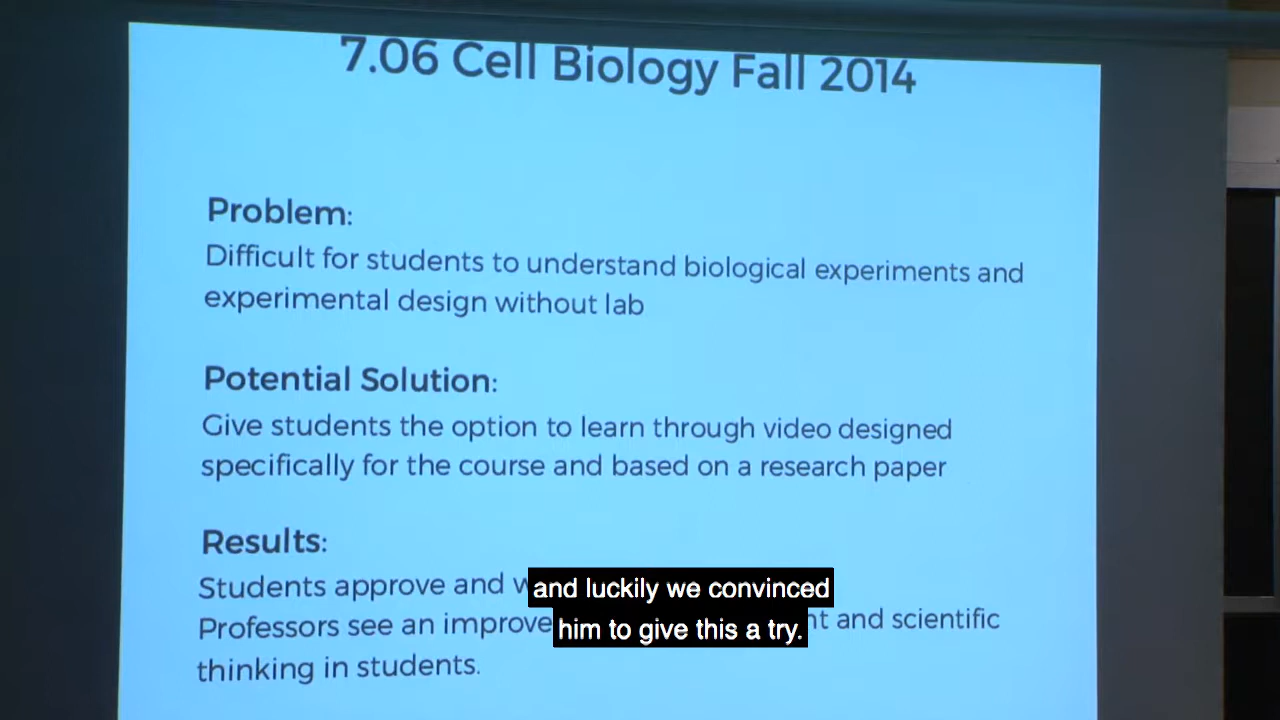 7.06 Cell Biology Fall 2014
Problem:
Difficult for students to understand biological experiments and
experimental design without lab
Potential Solution:
Give students the option to learn through video designed
specifically for the course and based on a research paper
Results:
Students approve and
and luckily we convinced
Professors see an
him to give this a try.
and scientific
thinking in students.